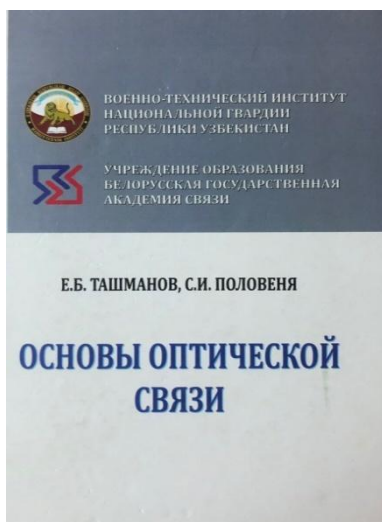 ВОЕННО-ТЕХНИЧЕСКИЙ ИНСТИТУТ
НАЦИОНАЛЬНОЙ ГВАРДИИ
РЕСПУБЛИКИ УЗБЕКИСТАН
УЧРЕЖДЕНИЕ ОБРАЗОВАНИЯ
БЕЛОРУССКАЯ ГОСУДАРСТВЕННАЯ
АКАДЕМИЯ СВЯЗИ
Е.Б. ТАШМАНОВ, С.И. ПОЛОВЕНЯ
ОСНОВЫ ОПТИЧЕСКОЙ
СВЯЗИ